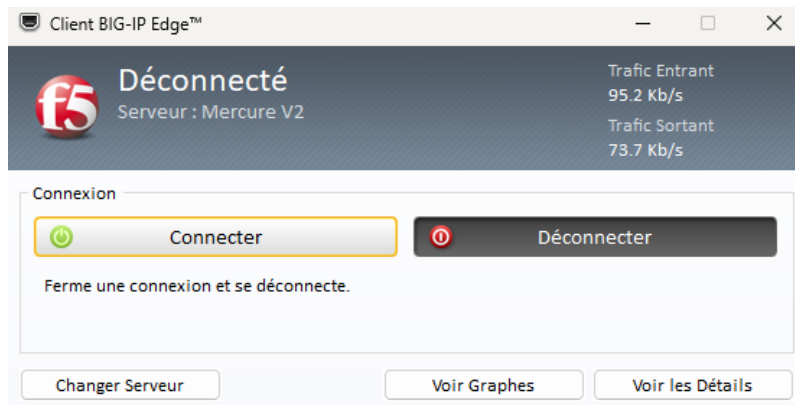 Client BIG-IP Edge™
f5
Déconnecté
Serveur : Mercure V2
Trafic Entrant
95.2 Kb/s
Trafic Sortant
73.7 Kb/s
Connexion
Connecter
Déconnecter
Ferme une connexion et se déconnecte.
Changer Serveur
Voir Graphes
Voir les Détails